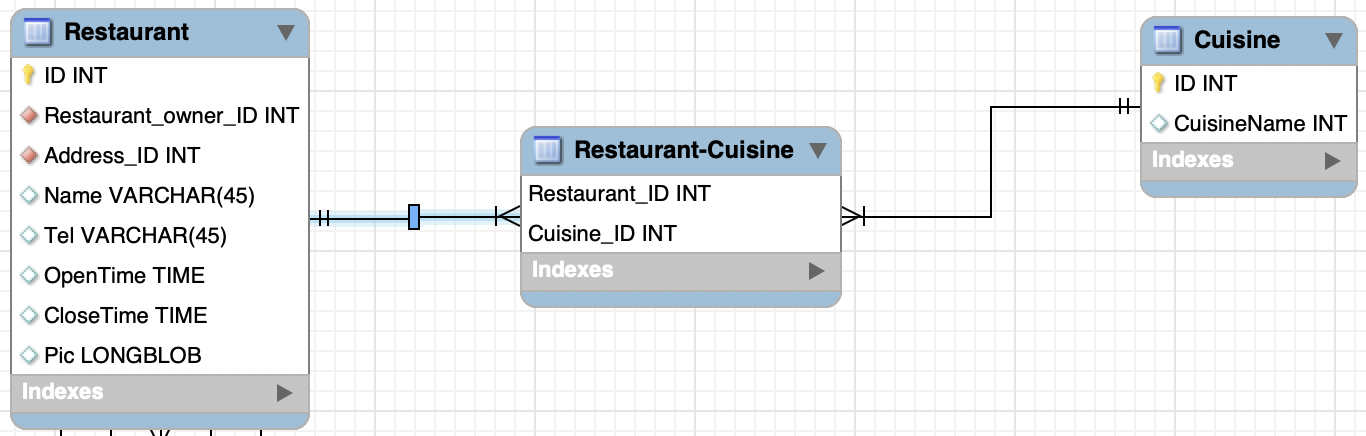 Restaurant
ID INT
Restaurant_owner_ID INT
Address_ID INT
Name VARCHAR(45)
Tel VARCHAR(45)
OpenTime TIME
CloseTime TIME
Pic LONGBLOB
Indexes
Restaurant-Cuisine
Restaurant_ID INT
Cuisine_ID INT
Indexes
Cuisine
ID INT
CuisineName INT
Indexes